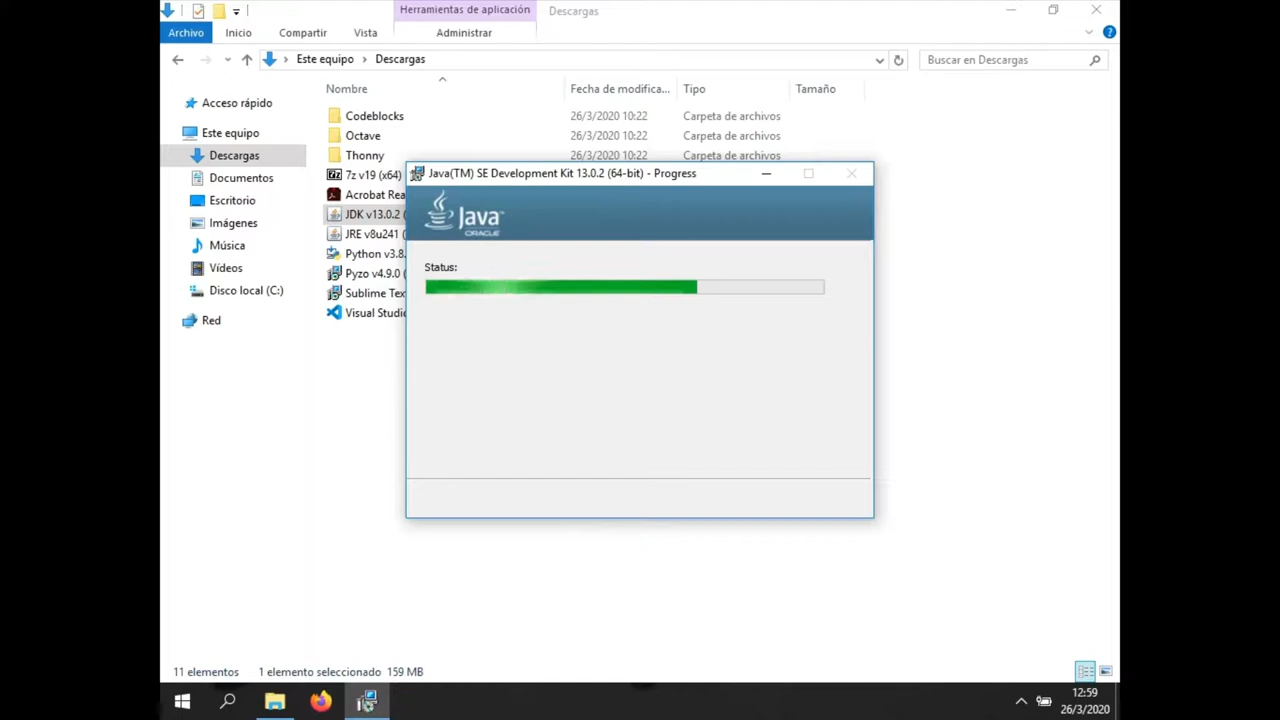 Herramientas de aplicación
Descargas
Archivo
Inicio
Compartir
Vista
Administrar
Este equipo
Descargas
Buscar en Descargas
Nombre
Fecha de modifica...
Tipo
Tamaño
Acceso rápido
Este equipo
Descargas
Documentos
Escritorio
Imágenes
Música
Vídeos
Disco local (C:)
Red
Codeblocks 26/3/2020 10:22 Carpeta de archivos
Octave 26/3/2020 10:22 Carpeta de archivos
Thonny 26/3/2020 10:22 Carpeta de archivos
7z v19 (x64)
Acrobat Rea
JDK v13.0.2 (
JRE v8u241 (
Python v3.8.
Pyzo v4.9.0 (
Sublime Tex
Visual Studio
Java(TM) SE Development Kit 13.0.2 (64-bit) - Progress
Java
ORACLE
Status:
11 elementos 1 elemento seleccionado 159 MB
12:59
26/3/2020